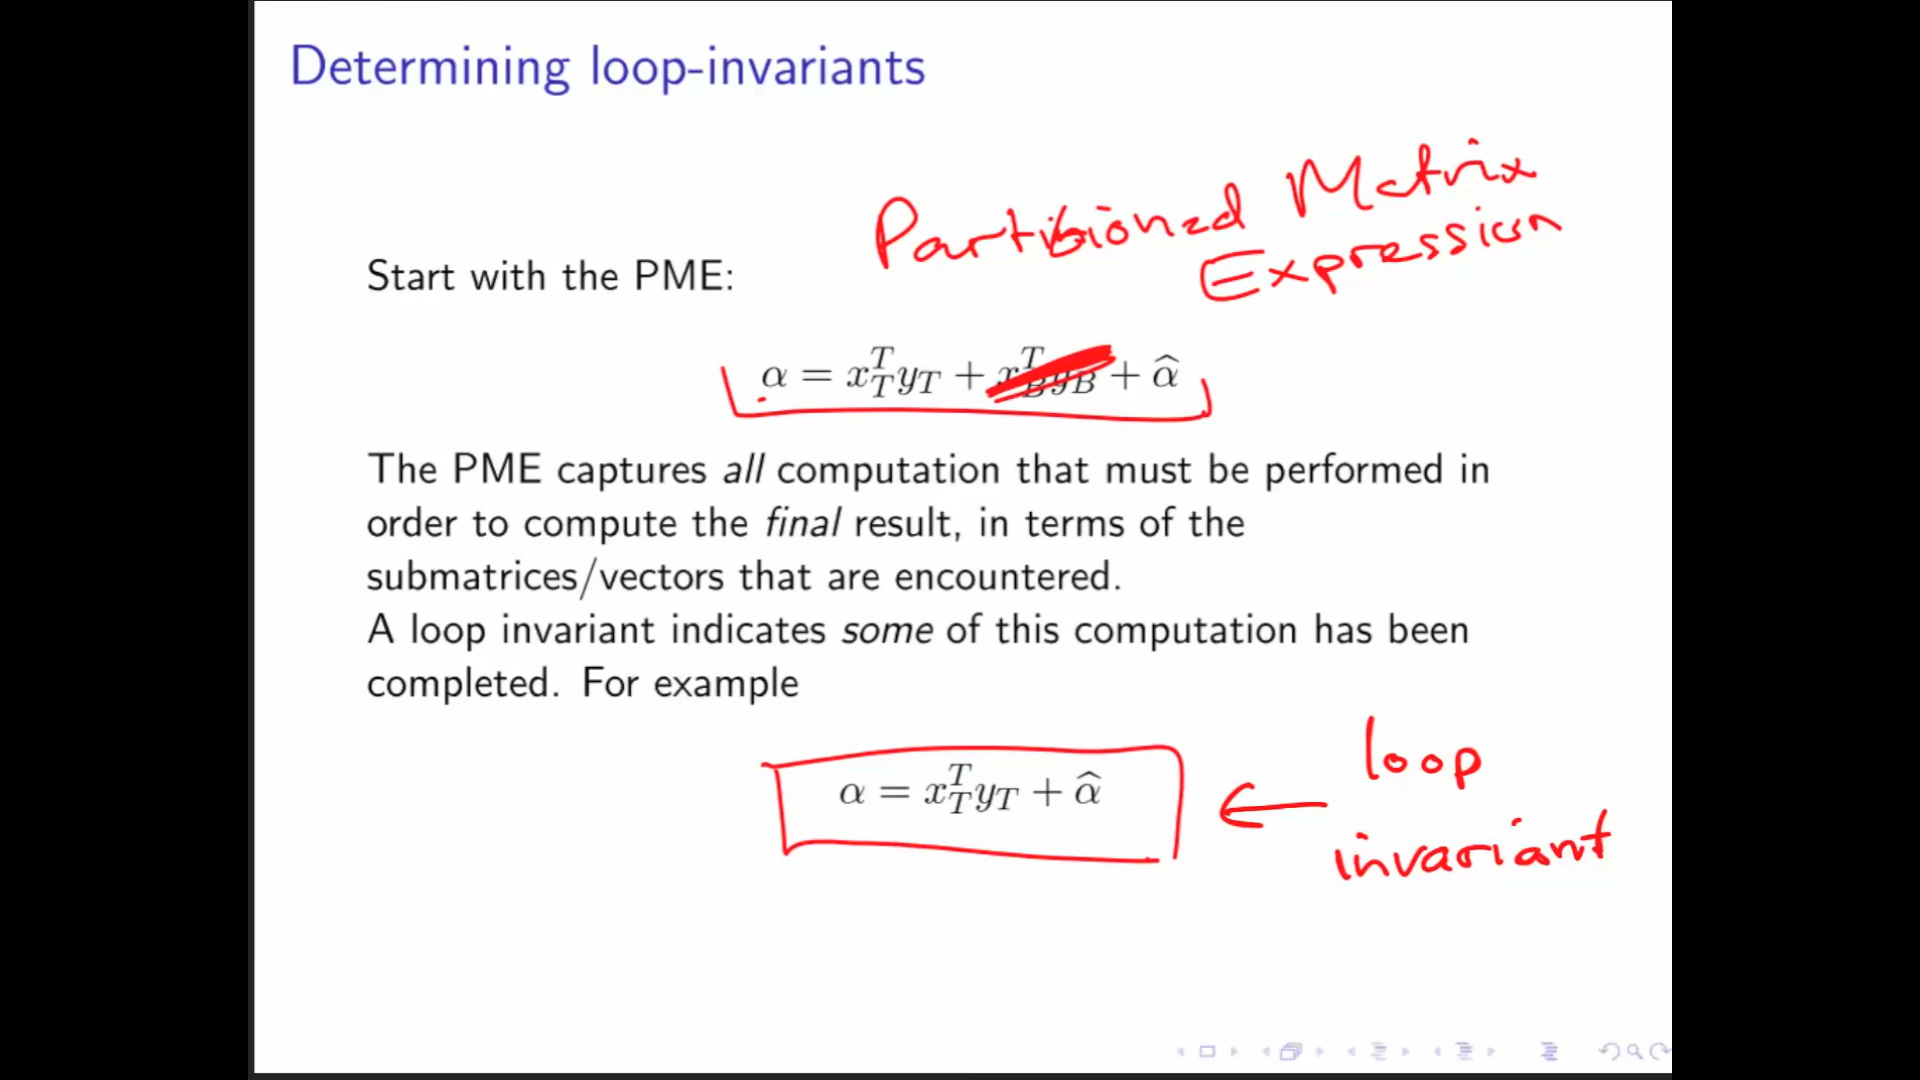 Determining loop-invariants
Partitioned Matrix
Expression
Start with the PME:
α = x_T^T y_T + x_B^T y_B + α̂
The PME captures all computation that must be performed in
order to compute the final result, in terms of the
submatrices/vectors that are encountered.
A loop invariant indicates some of this computation has been
completed. For example
α = x_T^T y_T + α̂
←
loop
invariant